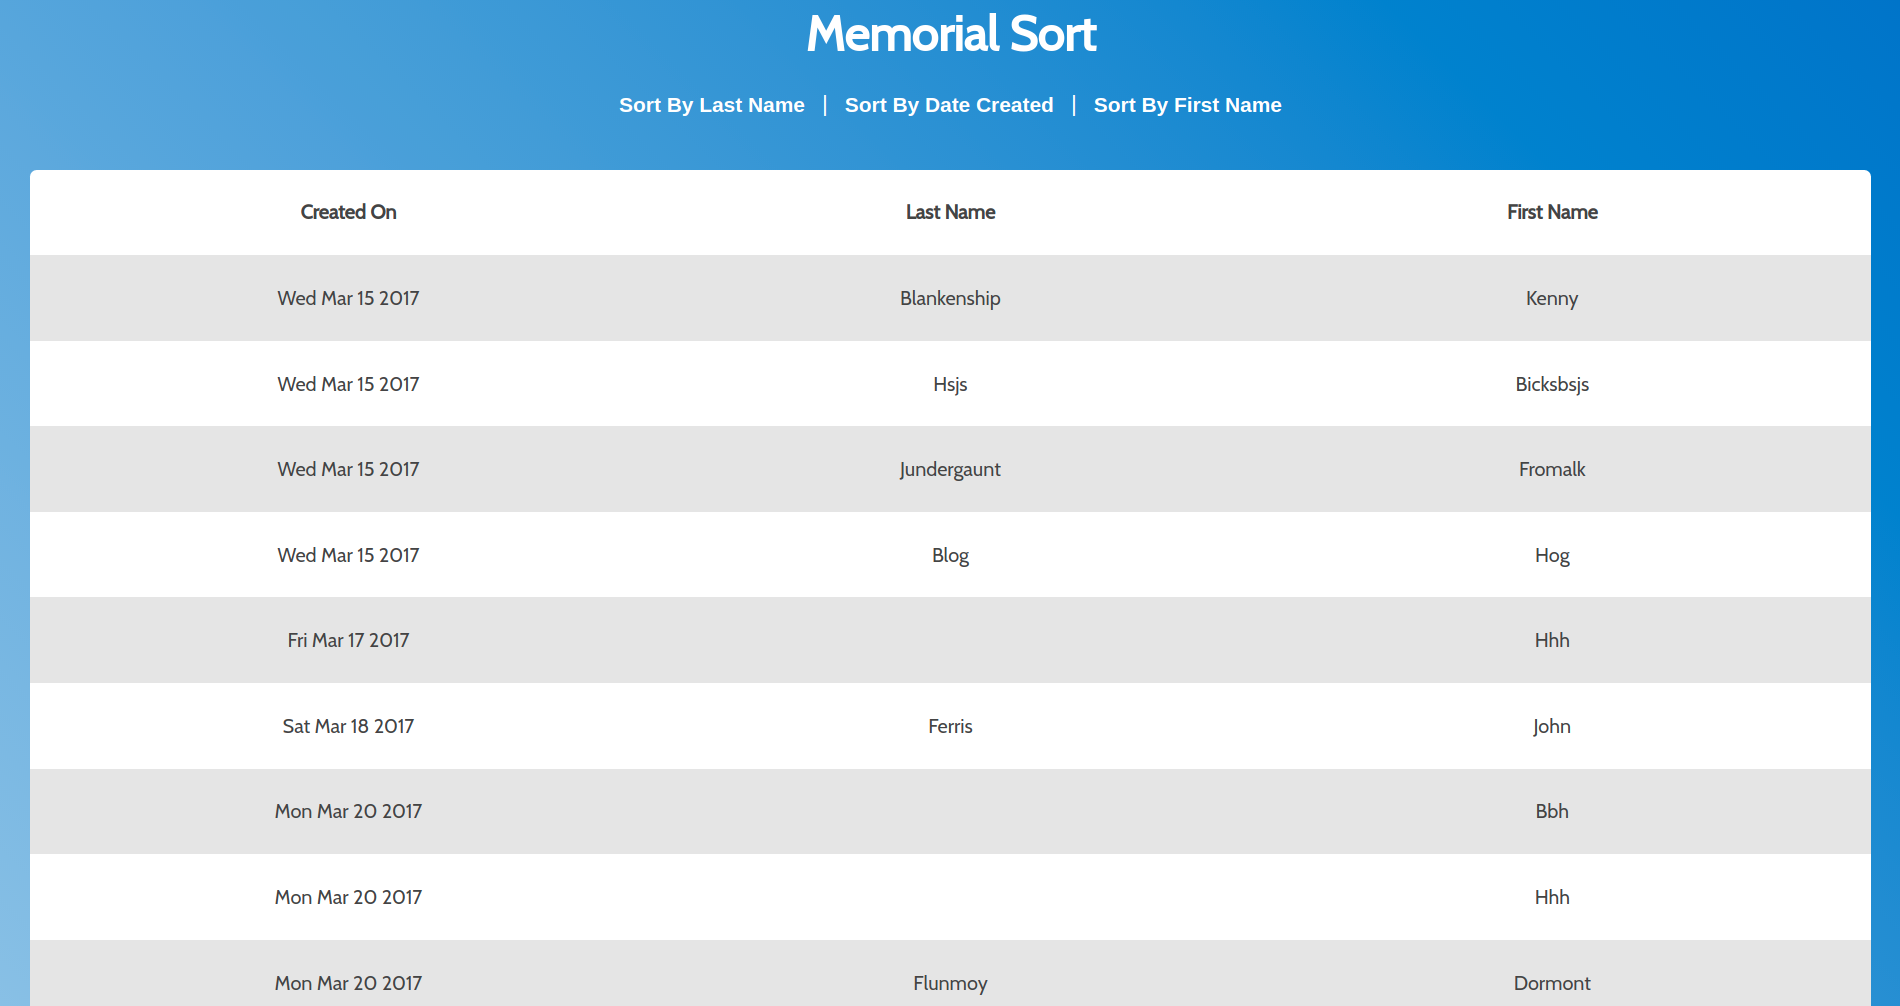 Memorial Sort
Sort By Last Name | Sort By Date Created | Sort By First Name
Created On Last Name First Name
Wed Mar 15 2017 Blankenship Kenny
Wed Mar 15 2017 Hsjs Bicksbsjs
Wed Mar 15 2017 Jundergaunt Fromalk
Wed Mar 15 2017 Blog Hog
Fri Mar 17 2017 Hhh
Sat Mar 18 2017 Ferris John
Mon Mar 20 2017 Bbh
Mon Mar 20 2017 Hhh
Mon Mar 20 2017 Flunmoy Dormont